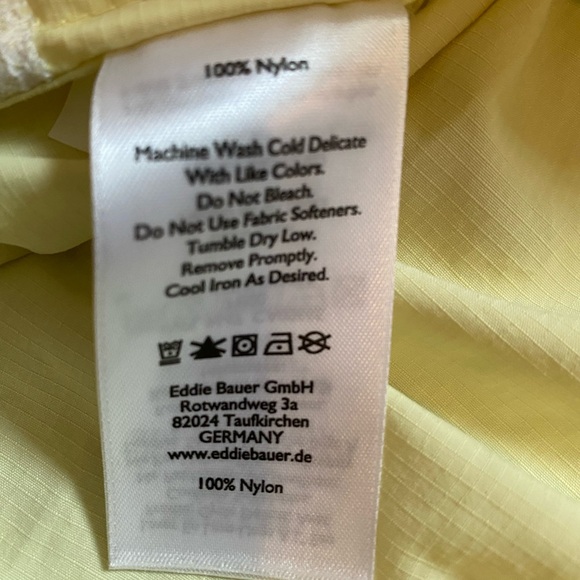 100% Nylon
Machine Wash Cold Delicate
With Like Colors.
Do Not Bleach.
Do Not Use Fabric Softeners.
Tumble Dry Low.
Remove Promptly.
Cool Iron As Desired.
Eddie Bauer GmbH
Rotwandweg 3a
82024 Taufkirchen
GERMANY
www.eddiebauer.de
100% Nylon